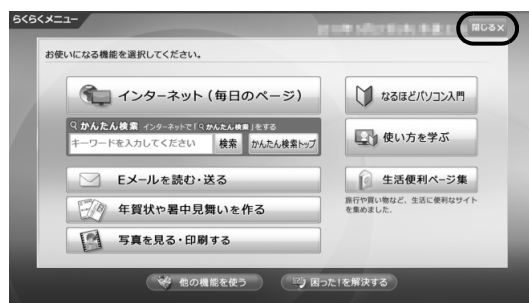 らくらくメニュー
閉じる×
お使いになる機能を選択してください。
インターネット(毎日のページ)
かんたん検索 インターネットで「かんたん検索」をする
キーワードを入力してください 検索 かんたん検索トップ
Eメールを読む・送る
年賀状や暑中見舞いを作る
写真を見る・印刷する
なるほどパソコン入門
使い方を学ぶ
生活便利ページ集
旅行や買い物など、生活に便利なサイト
を集めました。
他の機能を使う
困った!を解決する